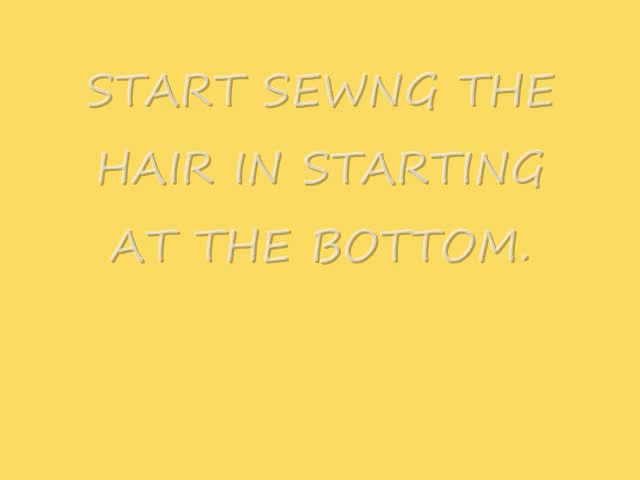 START SEWNG THE
HAIR IN STARTING
AT THE BOTTOM.